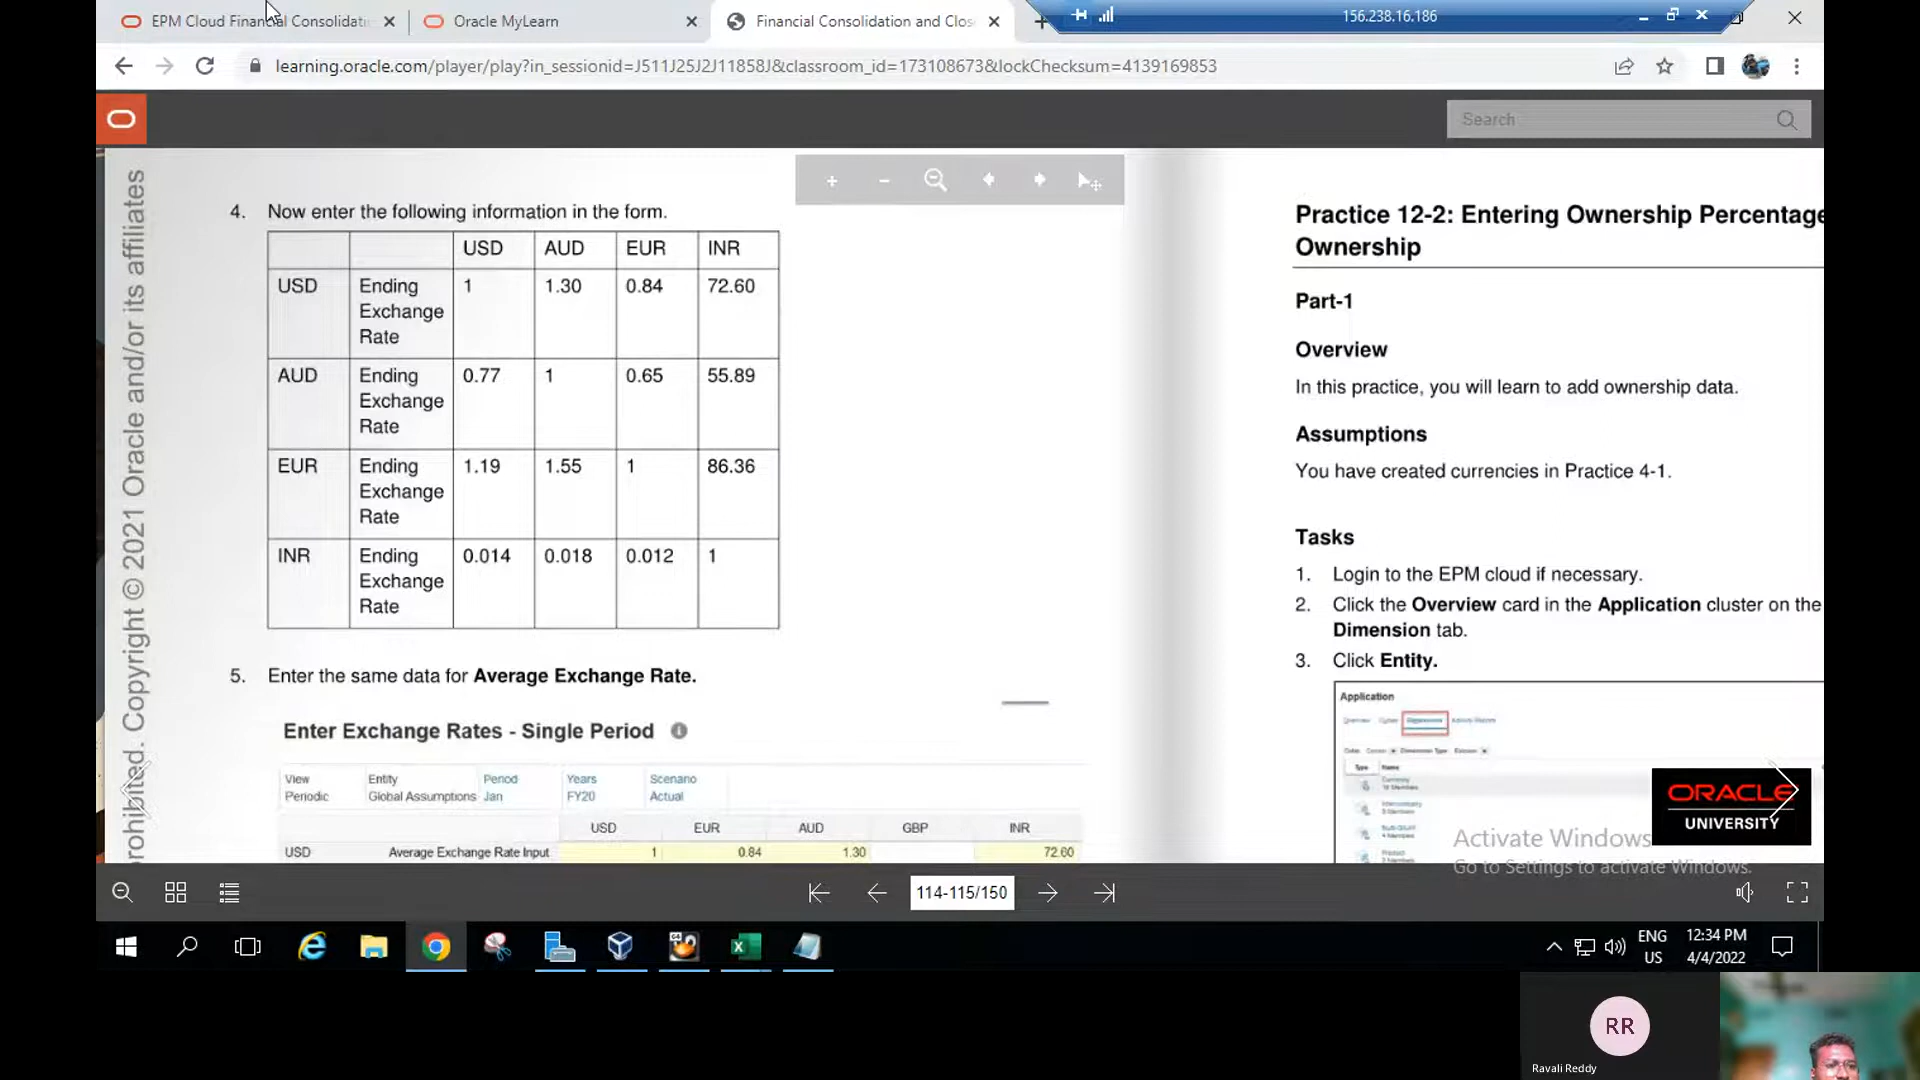 EPM Cloud Financial Consolidati
Oracle MyLearn
Financial Consolidation and Clos
156.238.16.186
learning.oracle.com/player/play?in_sessionid=J511J25J2J11858J&classroom_id=173108673&lockChecksum=4139169853
Search
prohibited. Copyright © 2021 Oracle and/or its affiliates
4. Now enter the following information in the form.
USD AUD EUR INR
USD Ending Exchange Rate 1 1.30 0.84 72.60
AUD Ending Exchange Rate 0.77 1 0.65 55.89
EUR Ending Exchange Rate 1.19 1.55 1 86.36
INR Ending Exchange Rate 0.014 0.018 0.012 1
5. Enter the same data for Average Exchange Rate.
Enter Exchange Rates - Single Period
View Entity Period Years Scenario
Periodic Global Assumptions Jan FY20 Actual
USD EUR AUD GBP INR
USD Average Exchange Rate Input 1 0.84 1.30 72.60
Practice 12-2: Entering Ownership Percentage
Ownership
Part-1
Overview
In this practice, you will learn to add ownership data.
Assumptions
You have created currencies in Practice 4-1.
Tasks
1. Login to the EPM cloud if necessary.
2. Click the Overview card in the Application cluster on the
Dimension tab.
3. Click Entity.
Application
ORACLE
UNIVERSITY
Activate Windows
Go to Settings to activate Windows.
114-115/150
ENG
US
12:34 PM
4/4/2022
RR
Ravali Reddy